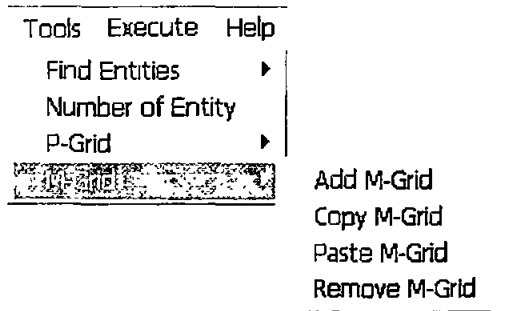 Tools Execute Help
Find Entities
Number of Entity
P-Grid
Add M-Grid
Copy M-Grid
Paste M-Grid
Remove M-Grid